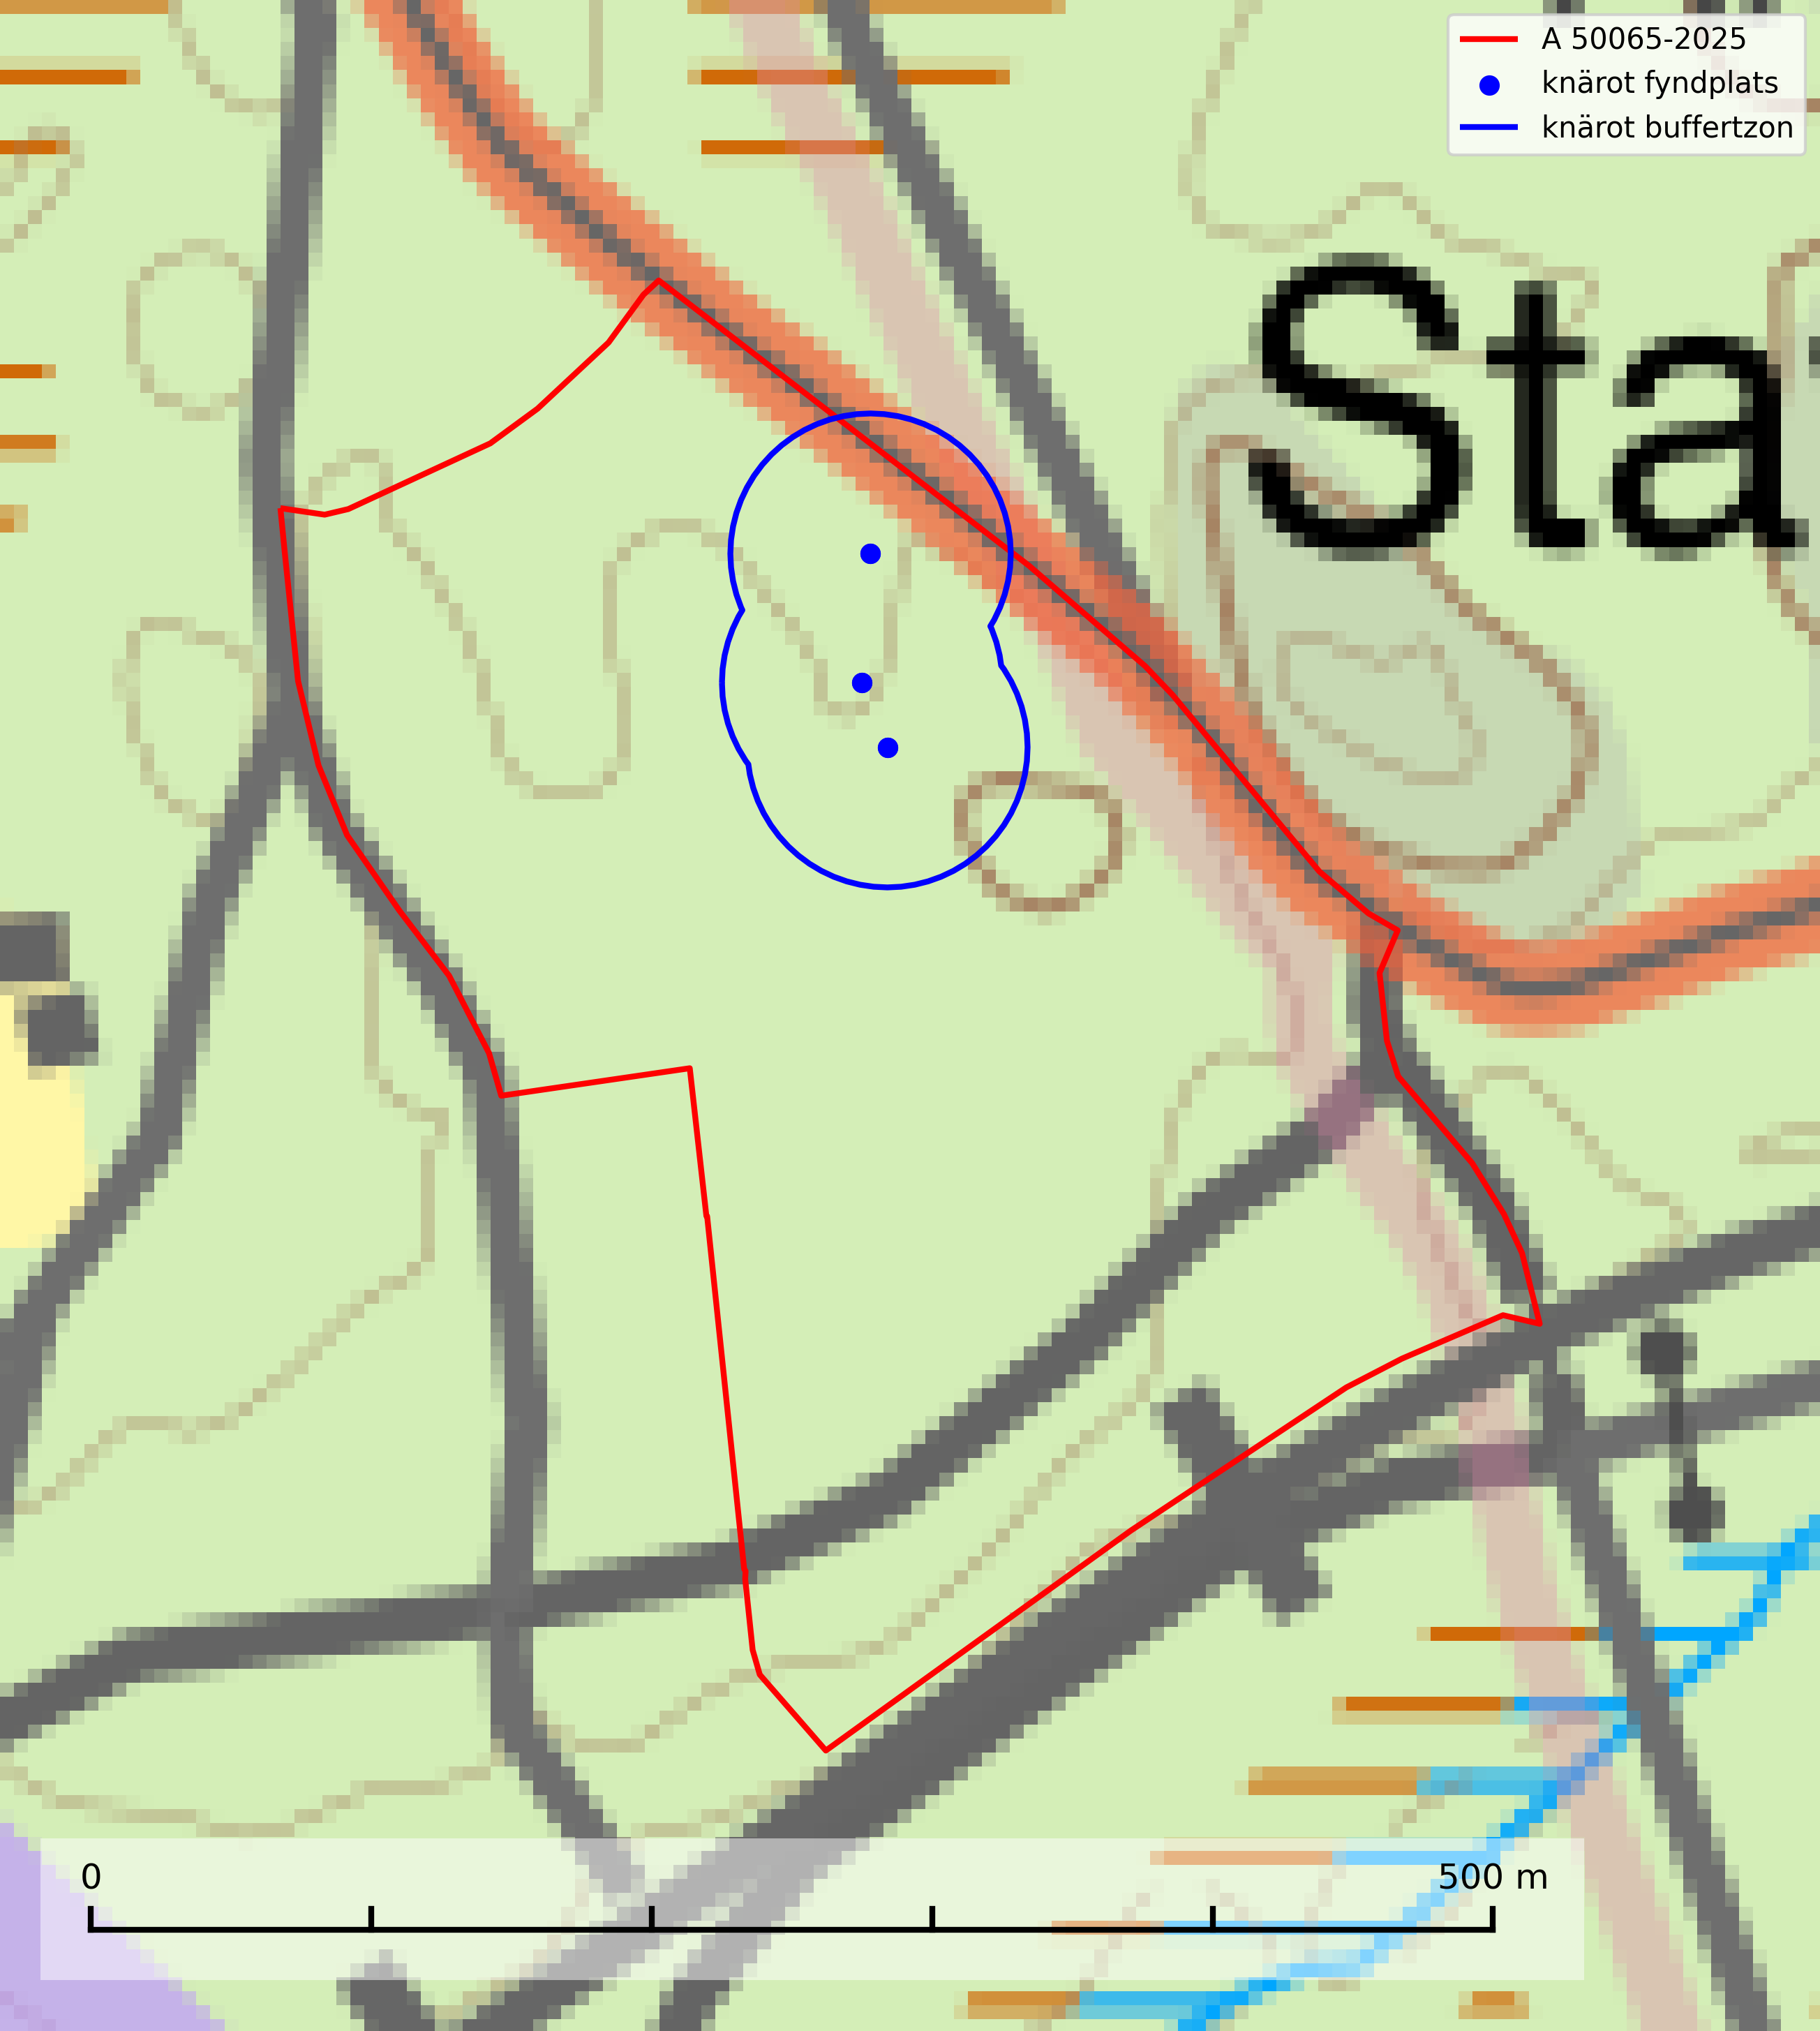 A 50065-2025
knärot fyndplats
knärot buffertzon
Sta
0 500 m